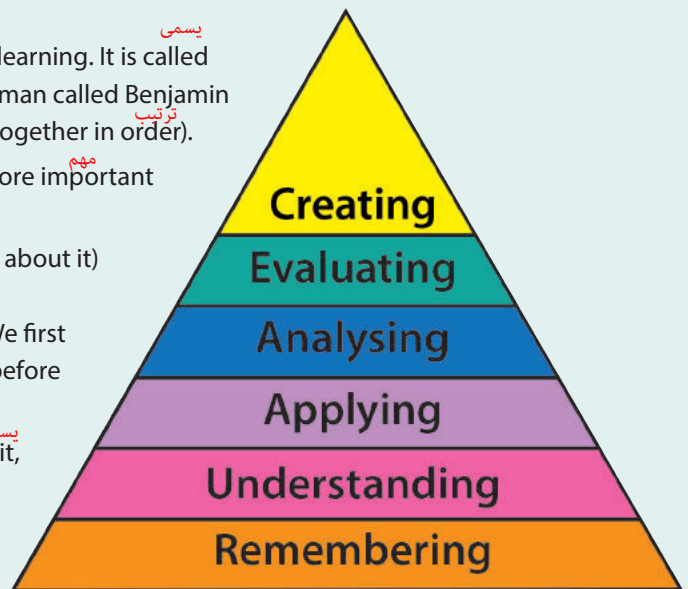 يسمى
learning. It is called
man called Benjamin
ترتيب
together in order).
مهم
ore important
about it)
We first
before
it,
Creating
Evaluating
Analysing
Applying
Understanding
Remembering